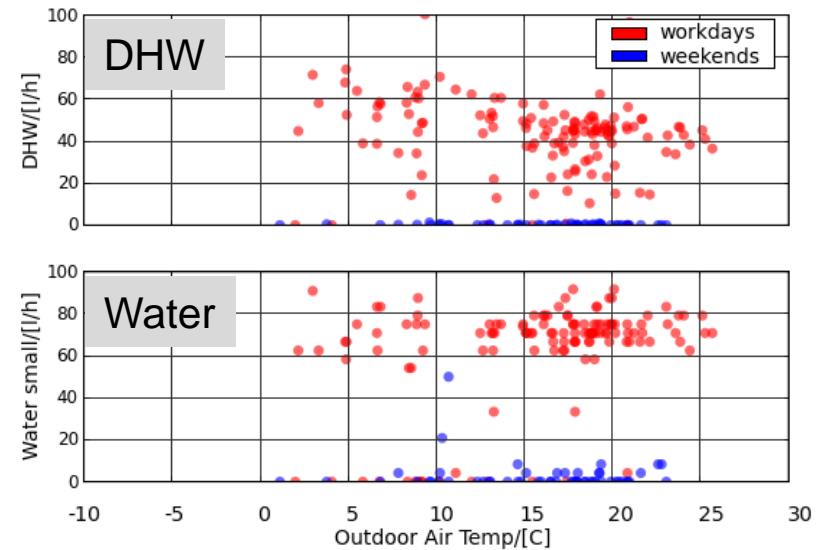 100
80
60
40
20
0
DHW/[l/h]
DHW
workdays
weekends
100
80
60
40
20
0
Water small/[l/h]
Water
-10 -5 0 5 10 15 20 25 30
Outdoor Air Temp/[C]